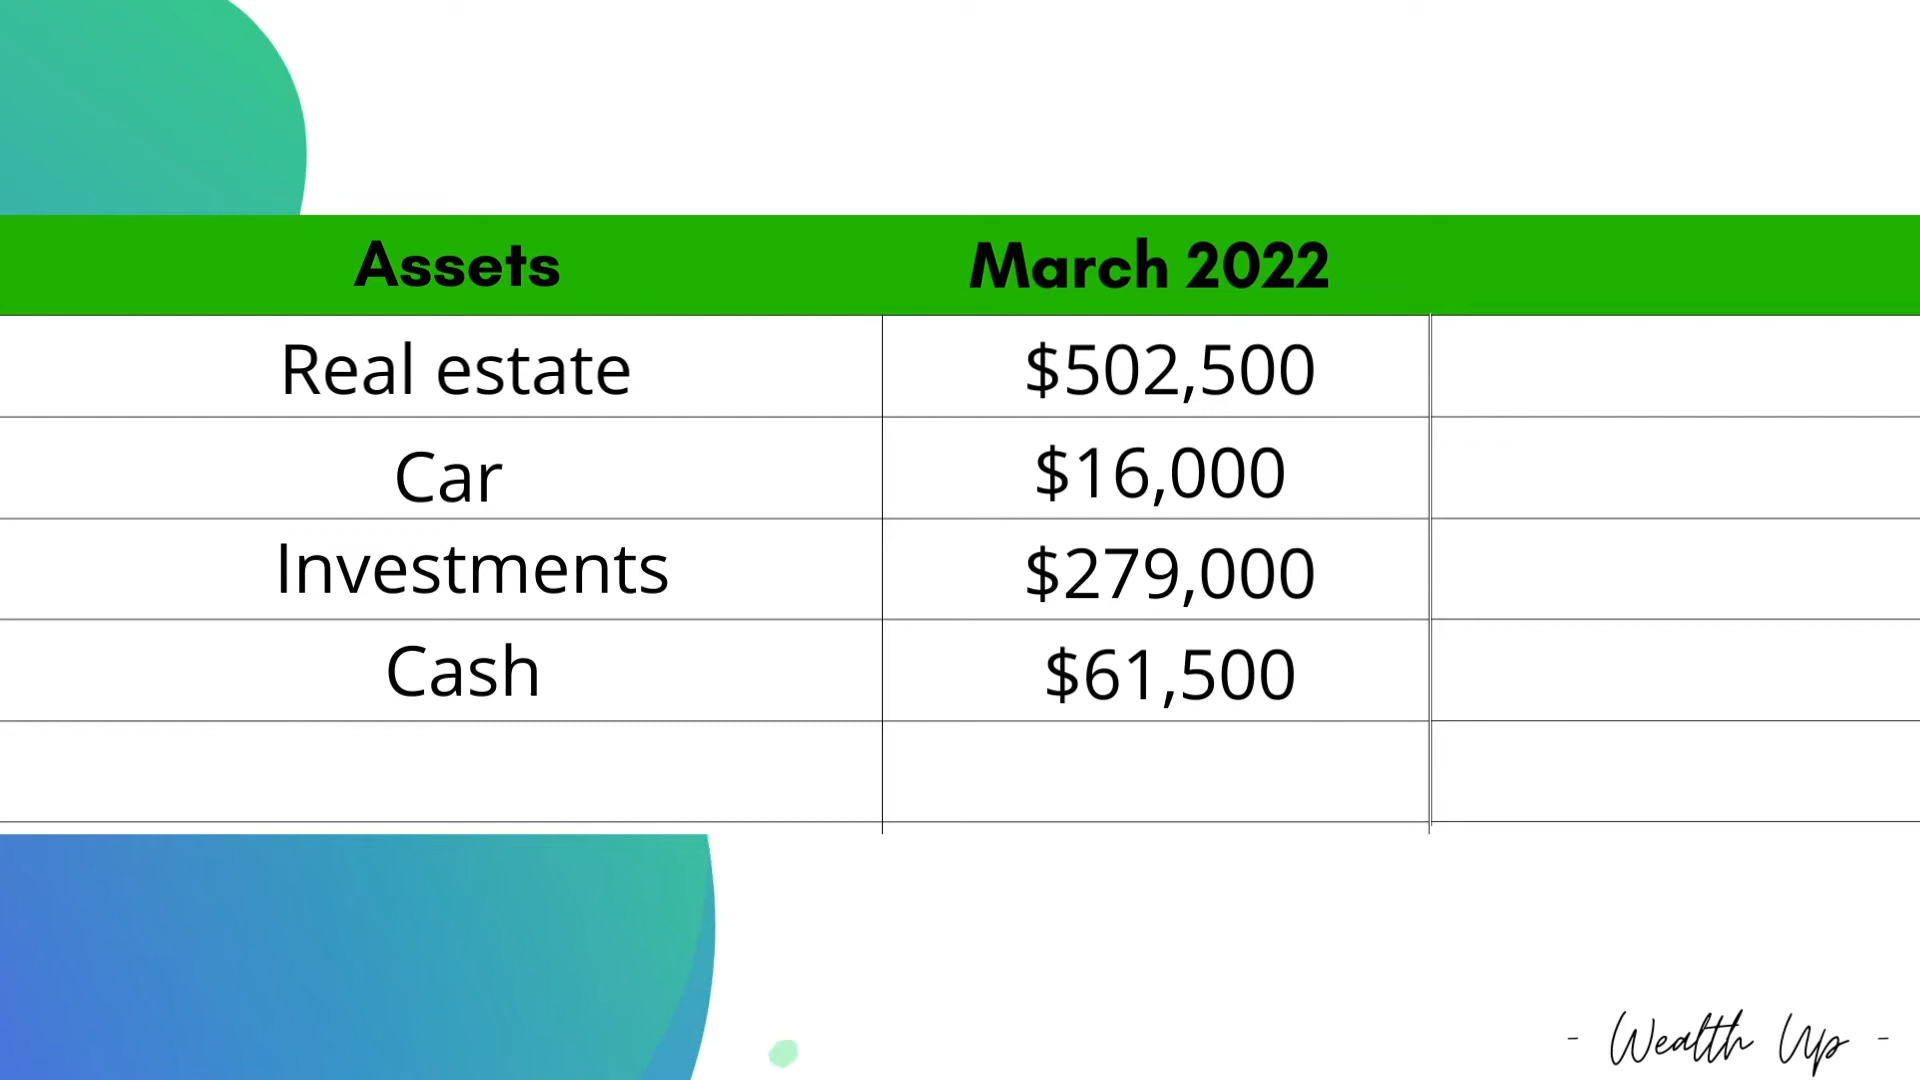 Assets March 2022
Real estate $502,500
Car $16,000
Investments $279,000
Cash $61,500
- Wealth Up -